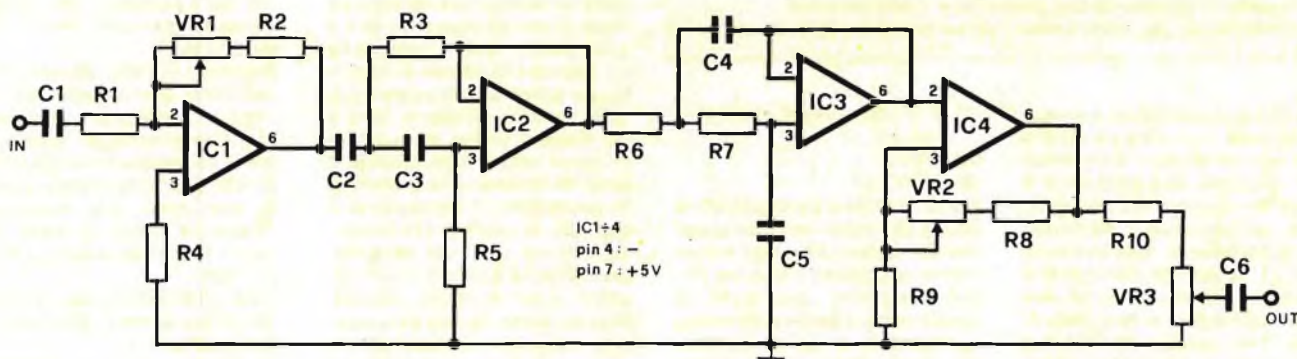 VR1 R2
R3
C4
C1 R1
2
IC1
3
6
IN
C2 C3
2
IC2
3
6
R6 R7
2
IC3
3
6
2
IC4
3
6
VR2
R8 R10
R4
R5
IC1÷4
pin 4 : -
pin 7 : +5V
C5
R9
VR3
C6
OUT